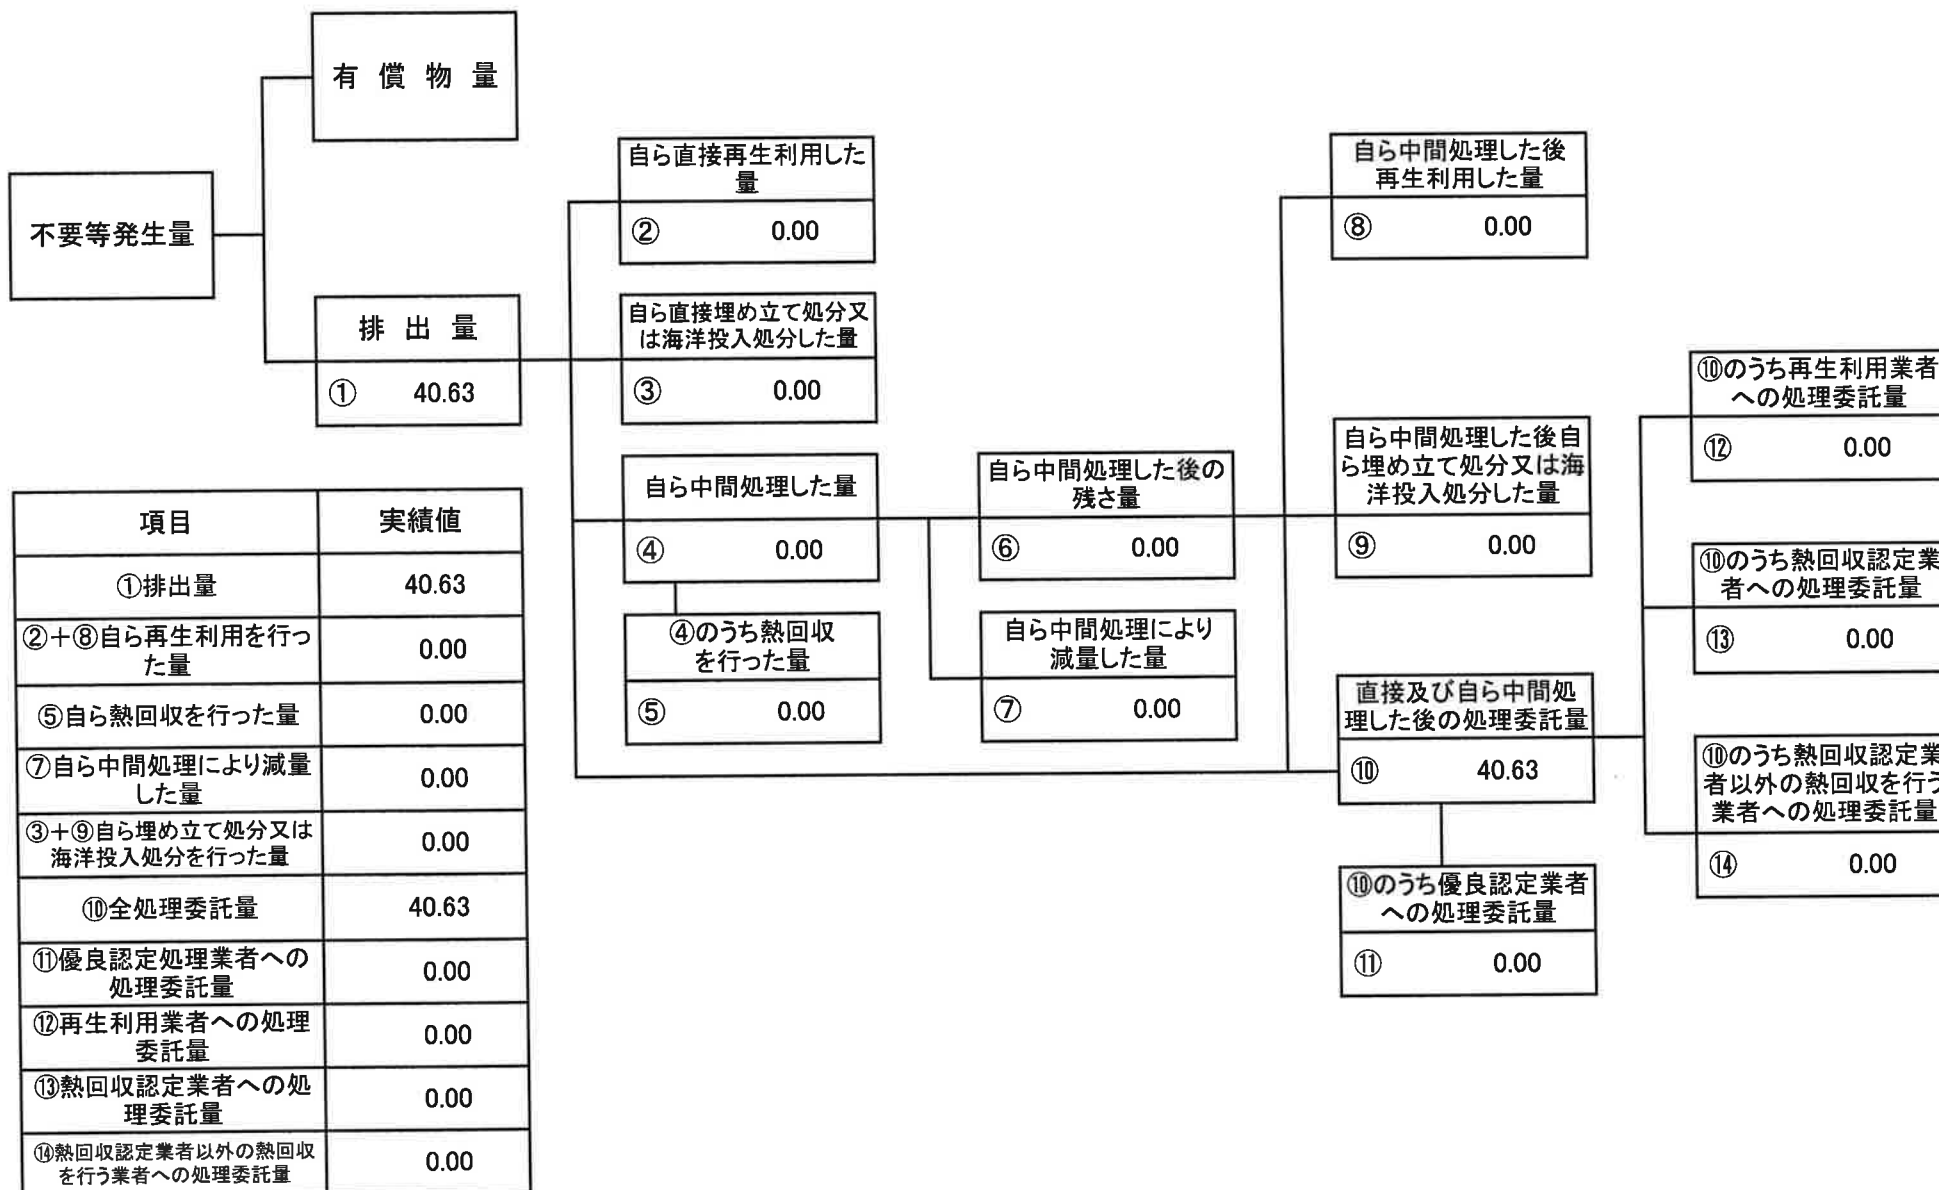 有償物量
不要等発生量
排出量
① 40.63
自ら直接再生利用した
量
② 0.00
自ら直接埋め立て処分又
は海洋投入処分した量
③ 0.00
自ら中間処理した量
④ 0.00
④のうち熱回収
を行った量
⑤ 0.00
自ら中間処理した後の
残さ量
⑥ 0.00
自ら中間処理により
減量した量
⑦ 0.00
自ら中間処理した後
再生利用した量
⑧ 0.00
自ら中間処理した後自
ら埋め立て処分又は海
洋投入処分した量
⑨ 0.00
直接及び自ら中間処
理した後の処理委託量
⑩ 40.63
⑩のうち優良認定業者
への処理委託量
⑪ 0.00
⑩のうち再生利用業者
への処理委託量
⑫ 0.00
⑩のうち熱回収認定業
者への処理委託量
⑬ 0.00
⑩のうち熱回収認定業
者以外の熱回収を行う
業者への処理委託量
⑭ 0.00
項目 実績値
①排出量 40.63
②+⑧自ら再生利用を行っ
た量 0.00
⑤自ら熱回収を行った量 0.00
⑦自ら中間処理により減量
した量 0.00
③+⑨自ら埋め立て処分又は
海洋投入処分を行った量 0.00
⑩全処理委託量 40.63
⑪優良認定処理業者への
処理委託量 0.00
⑫再生利用業者への処理
委託量 0.00
⑬熱回収認定業者への処
理委託量 0.00
⑭熱回収認定業者以外の熱回収
を行う業者への処理委託量 0.00